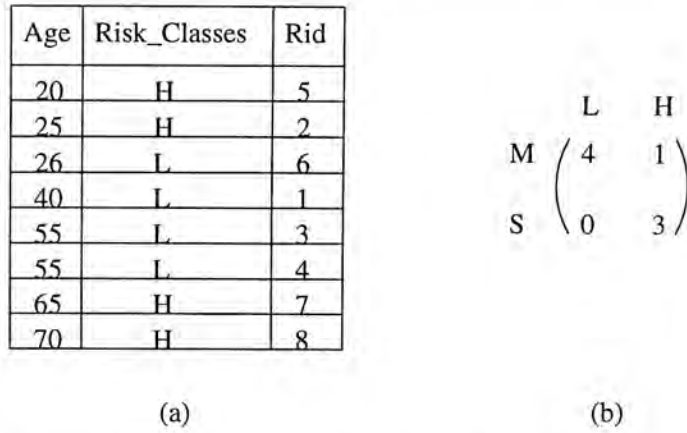 Age Risk_Classes Rid
20 H 5
25 H 2
26 L 6
40 L 1
55 L 3
55 L 4
65 H 7
70 H 8
L H
M 4 1
S 0 3
(a) (b)